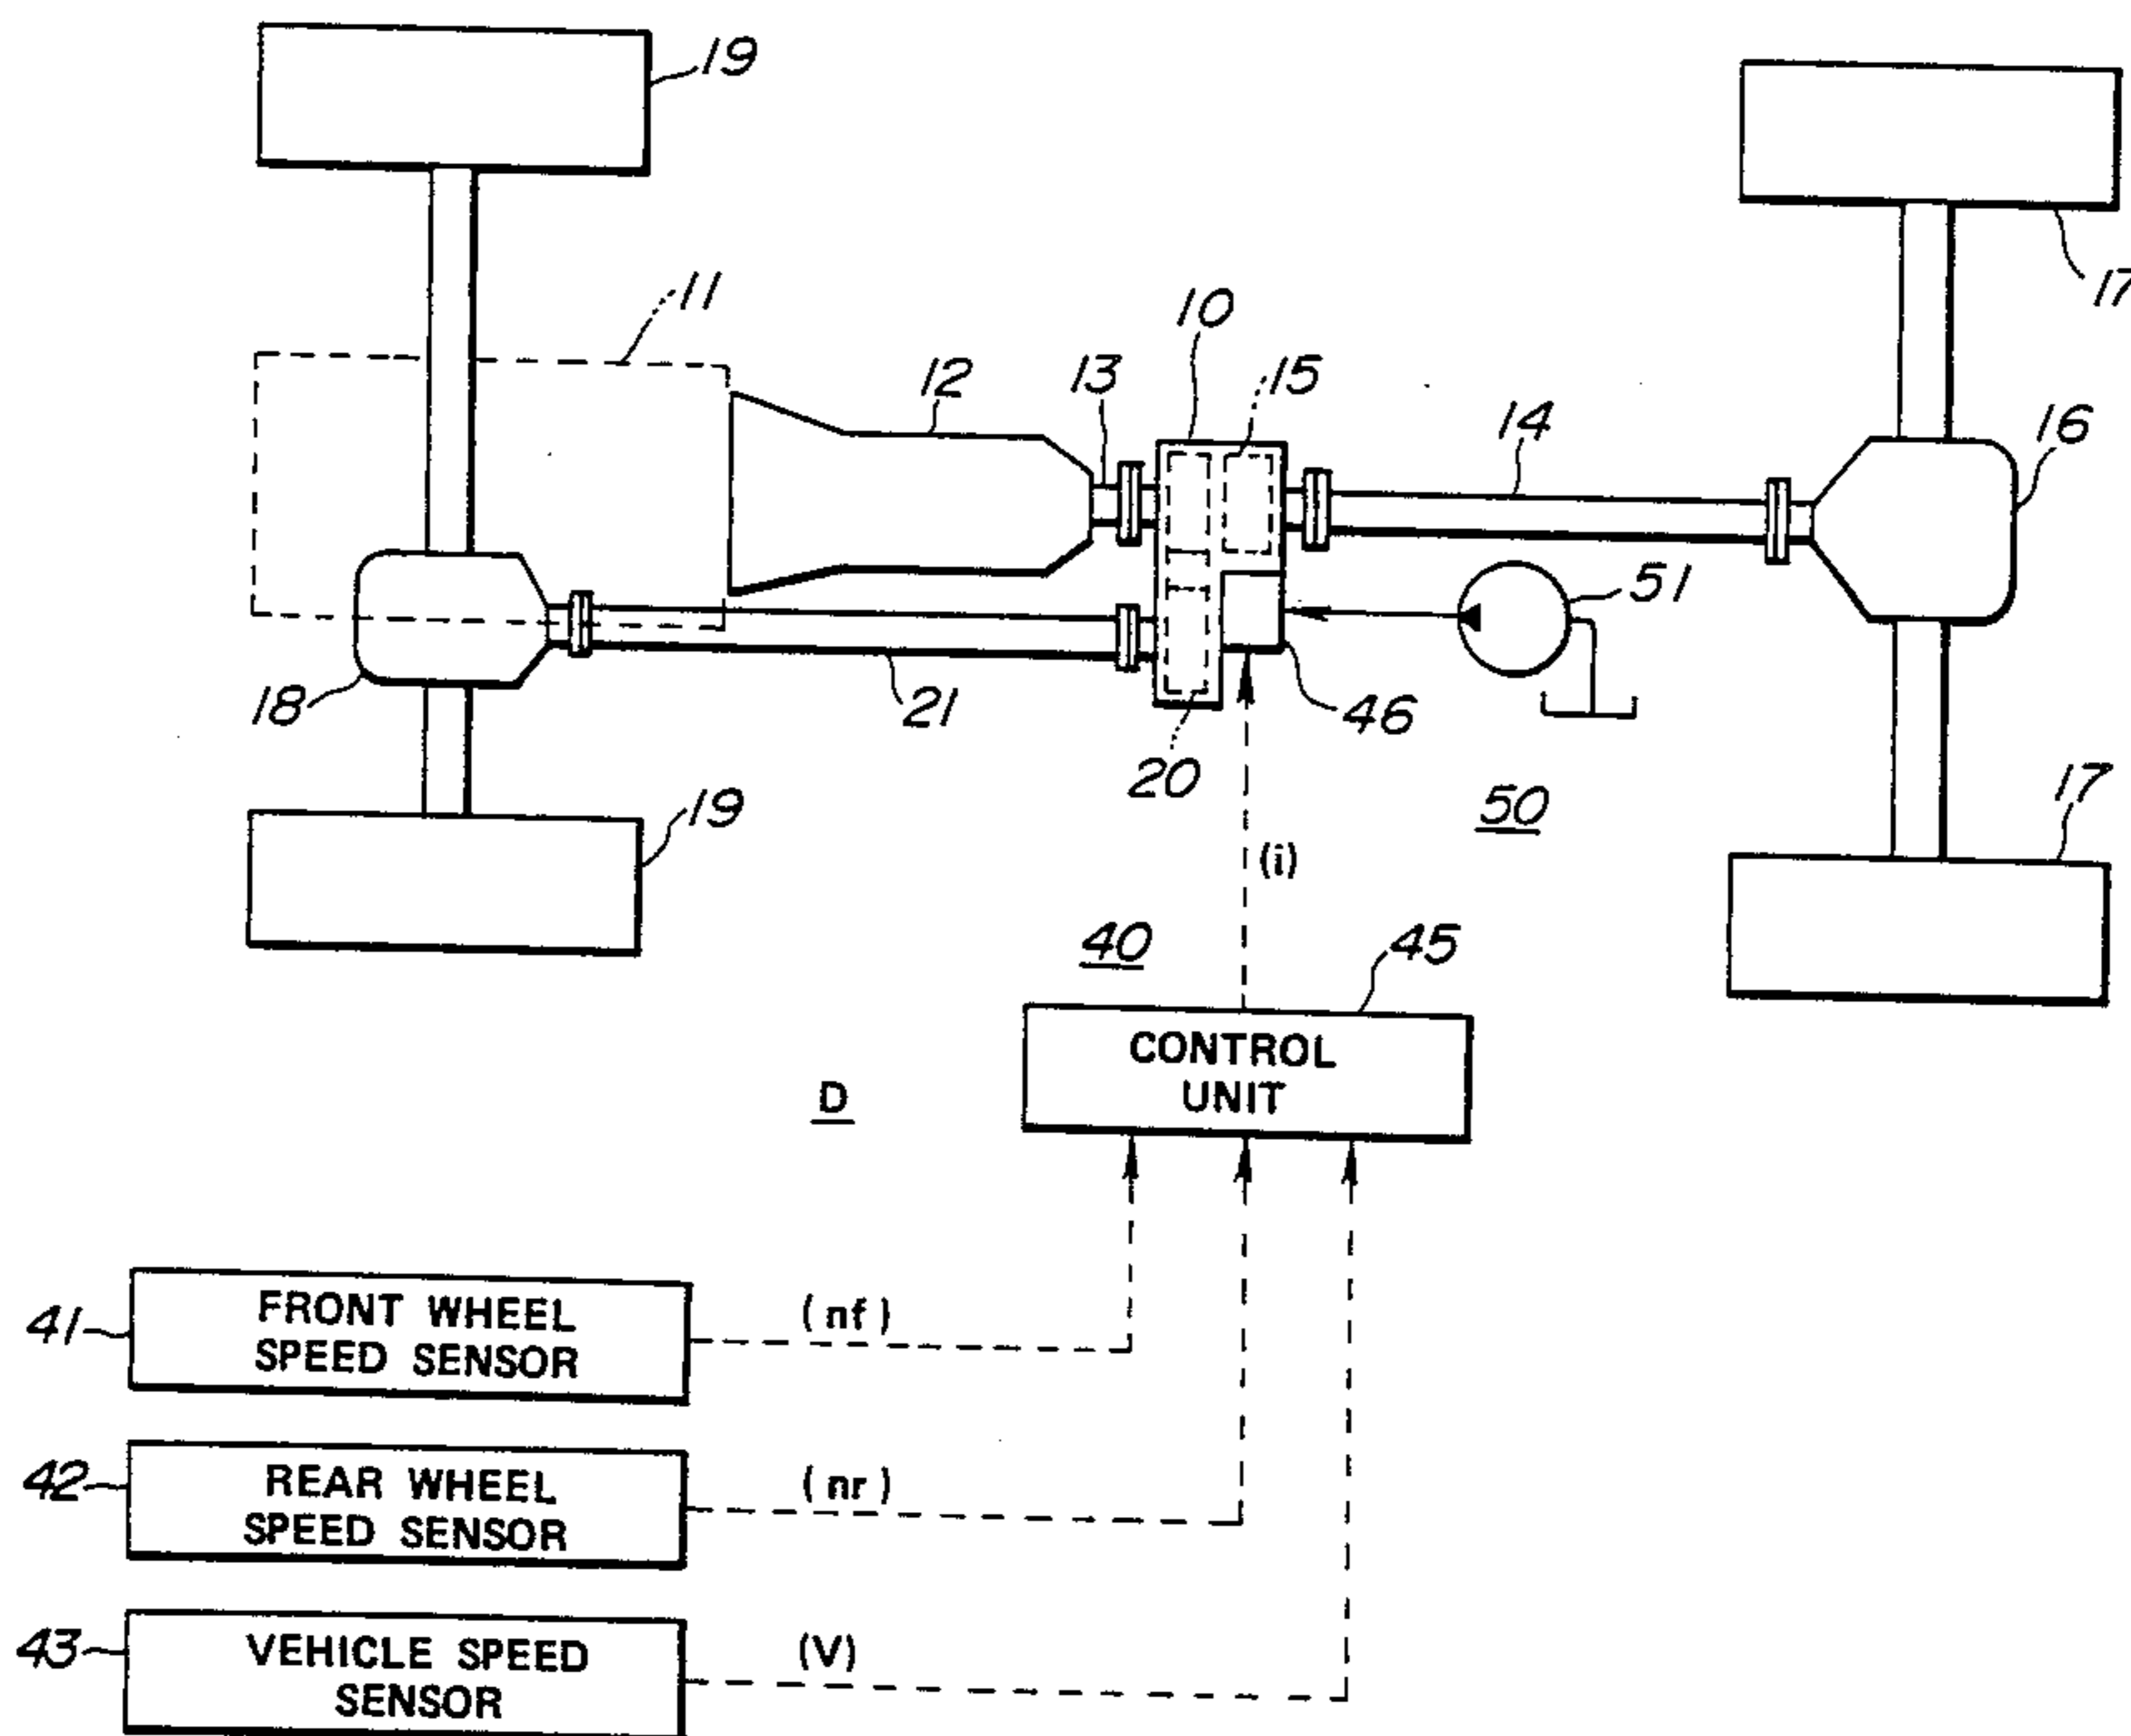 19
17
11
10
12
13
15
14
16
51
18
21
20
46
50
17
19
(i)
40
45
CONTROL
UNIT
D
41
FRONT WHEEL
SPEED SENSOR
(nf)
42
REAR WHEEL
SPEED SENSOR
(nr)
43
VEHICLE SPEED
SENSOR
(V)